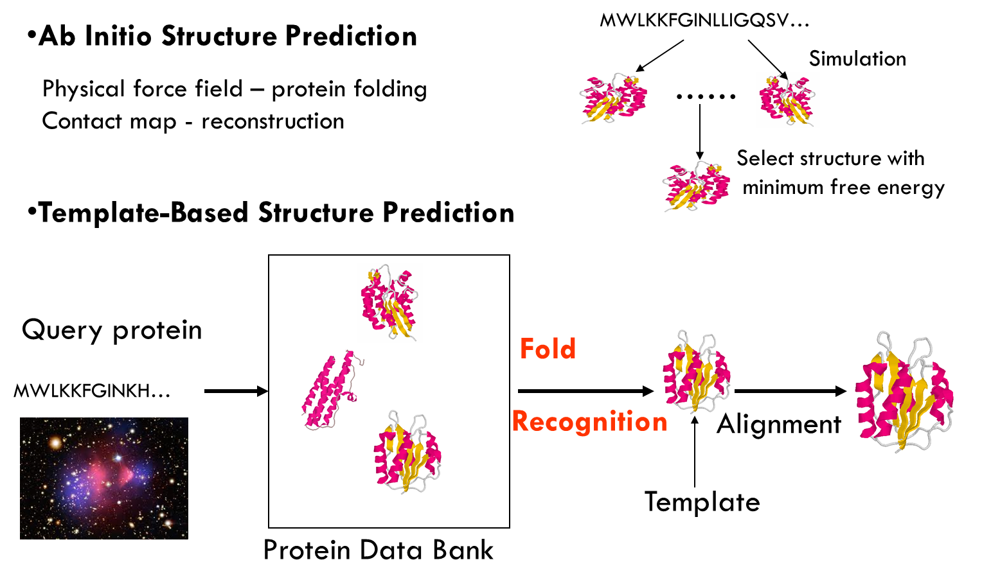 •Ab Initio Structure Prediction
Physical force field – protein folding
Contact map - reconstruction
MWLKKFGINLLIGQSV…
Simulation
......
Select structure with
minimum free energy
•Template-Based Structure Prediction
Query protein
MWLKKFGINKH…
Protein Data Bank
Fold
Recognition
Alignment
Template